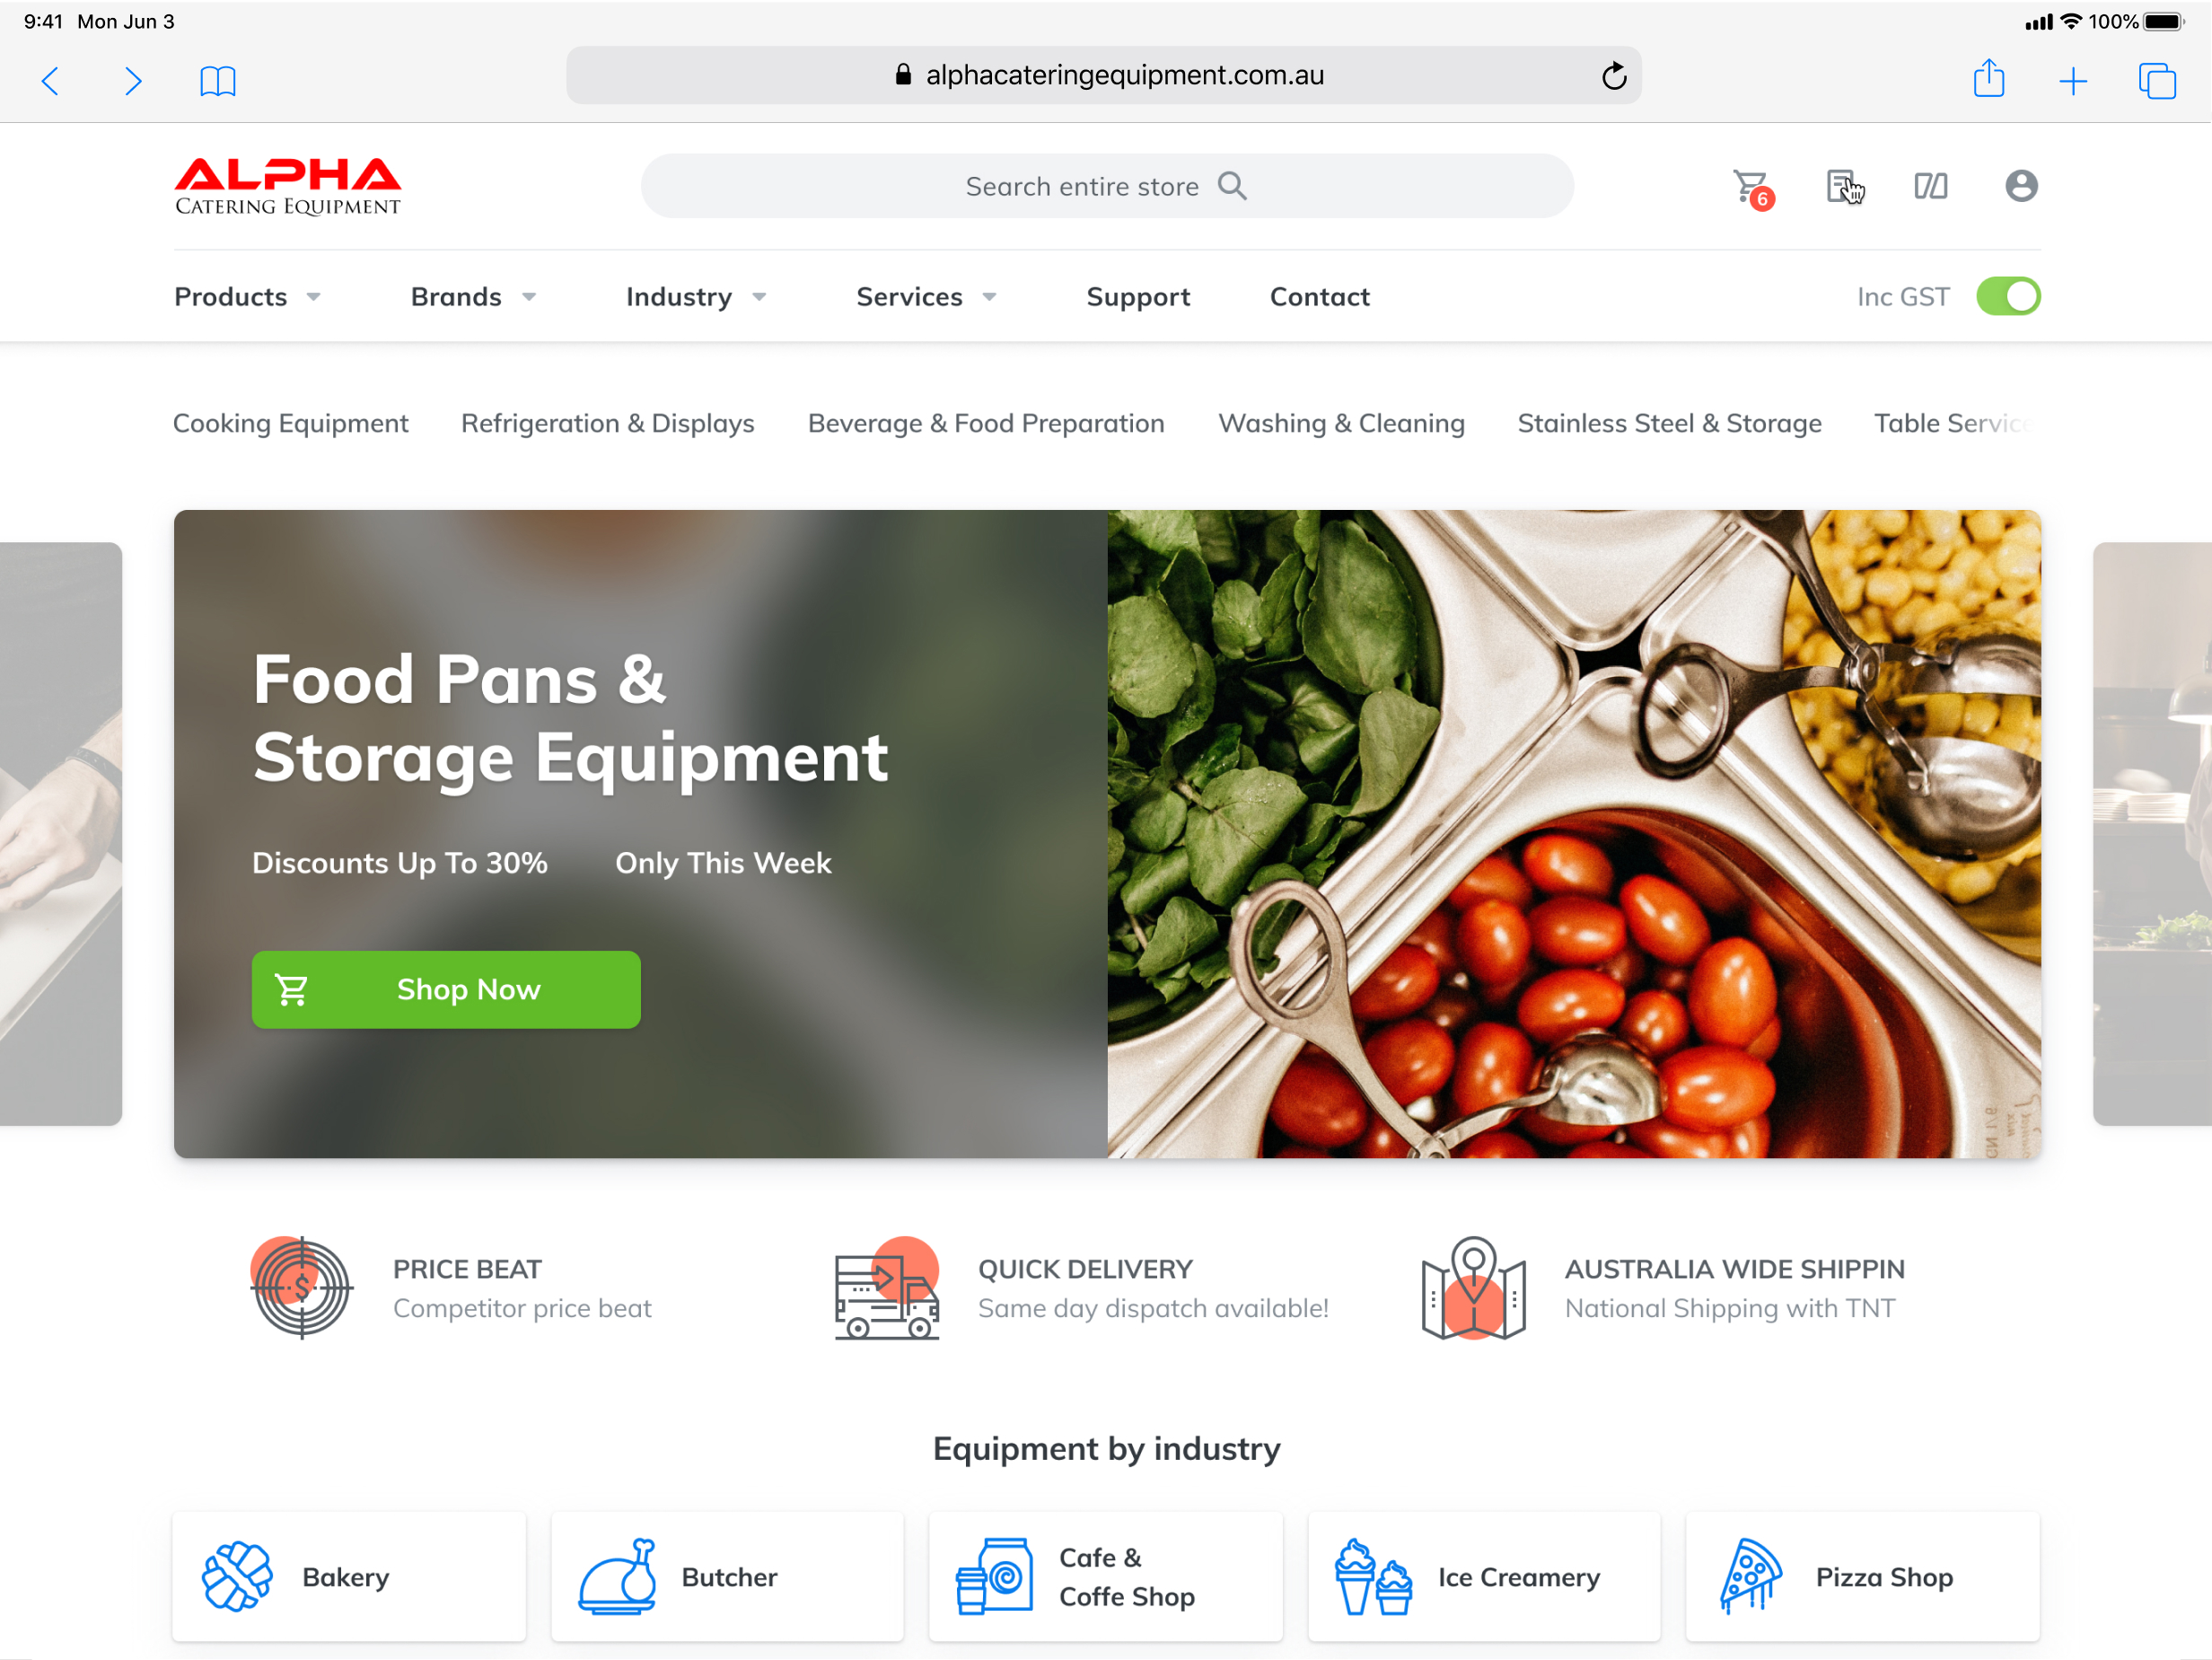 9:41 Mon Jun 3
100%
alphacateringequipment.com.au
ALPHA
CATERING EQUIPMENT
Search entire store
6
Products
Brands
Industry
Services
Support
Contact
Inc GST
Cooking Equipment
Refrigeration & Displays
Beverage & Food Preparation
Washing & Cleaning
Stainless Steel & Storage
Table Servic
Food Pans &
Storage Equipment
Discounts Up To 30%
Only This Week
Shop Now
PRICE BEAT
Competitor price beat
QUICK DELIVERY
Same day dispatch available!
AUSTRALIA WIDE SHIPPIN
National Shipping with TNT
Equipment by industry
Bakery
Butcher
Cafe &
Coffe Shop
Ice Creamery
Pizza Shop